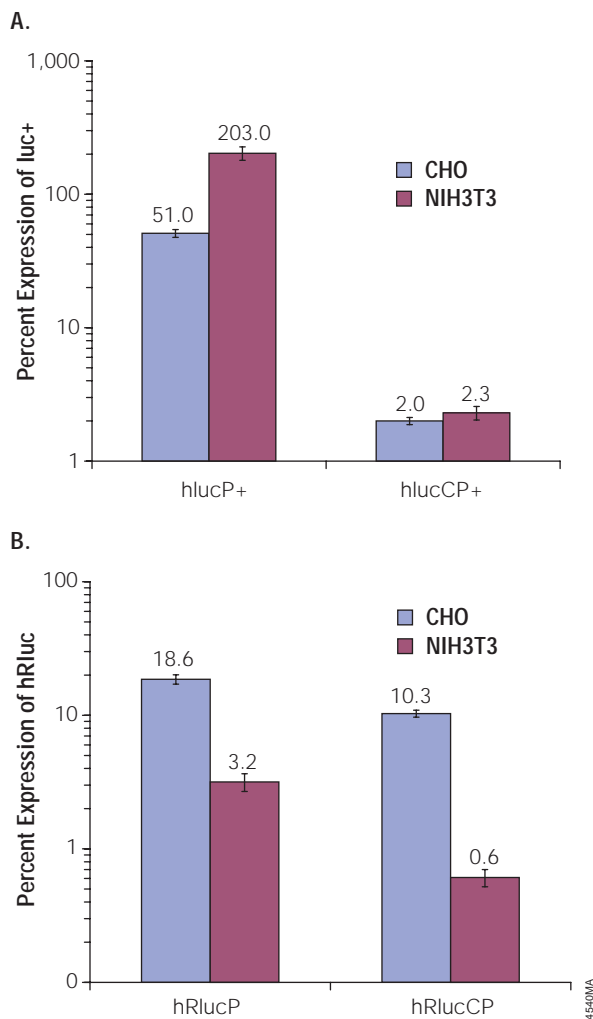 A.
Percent Expression of luc+
1,000
100
10
1
203.0
51.0
2.0
2.3
CHO
NIH3T3
hlucP+
hlucCP+
B.
Percent Expression of hRluc
100
10
1
0
18.6
3.2
10.3
0.6
CHO
NIH3T3
hRlucP
hRlucCP
4540MA